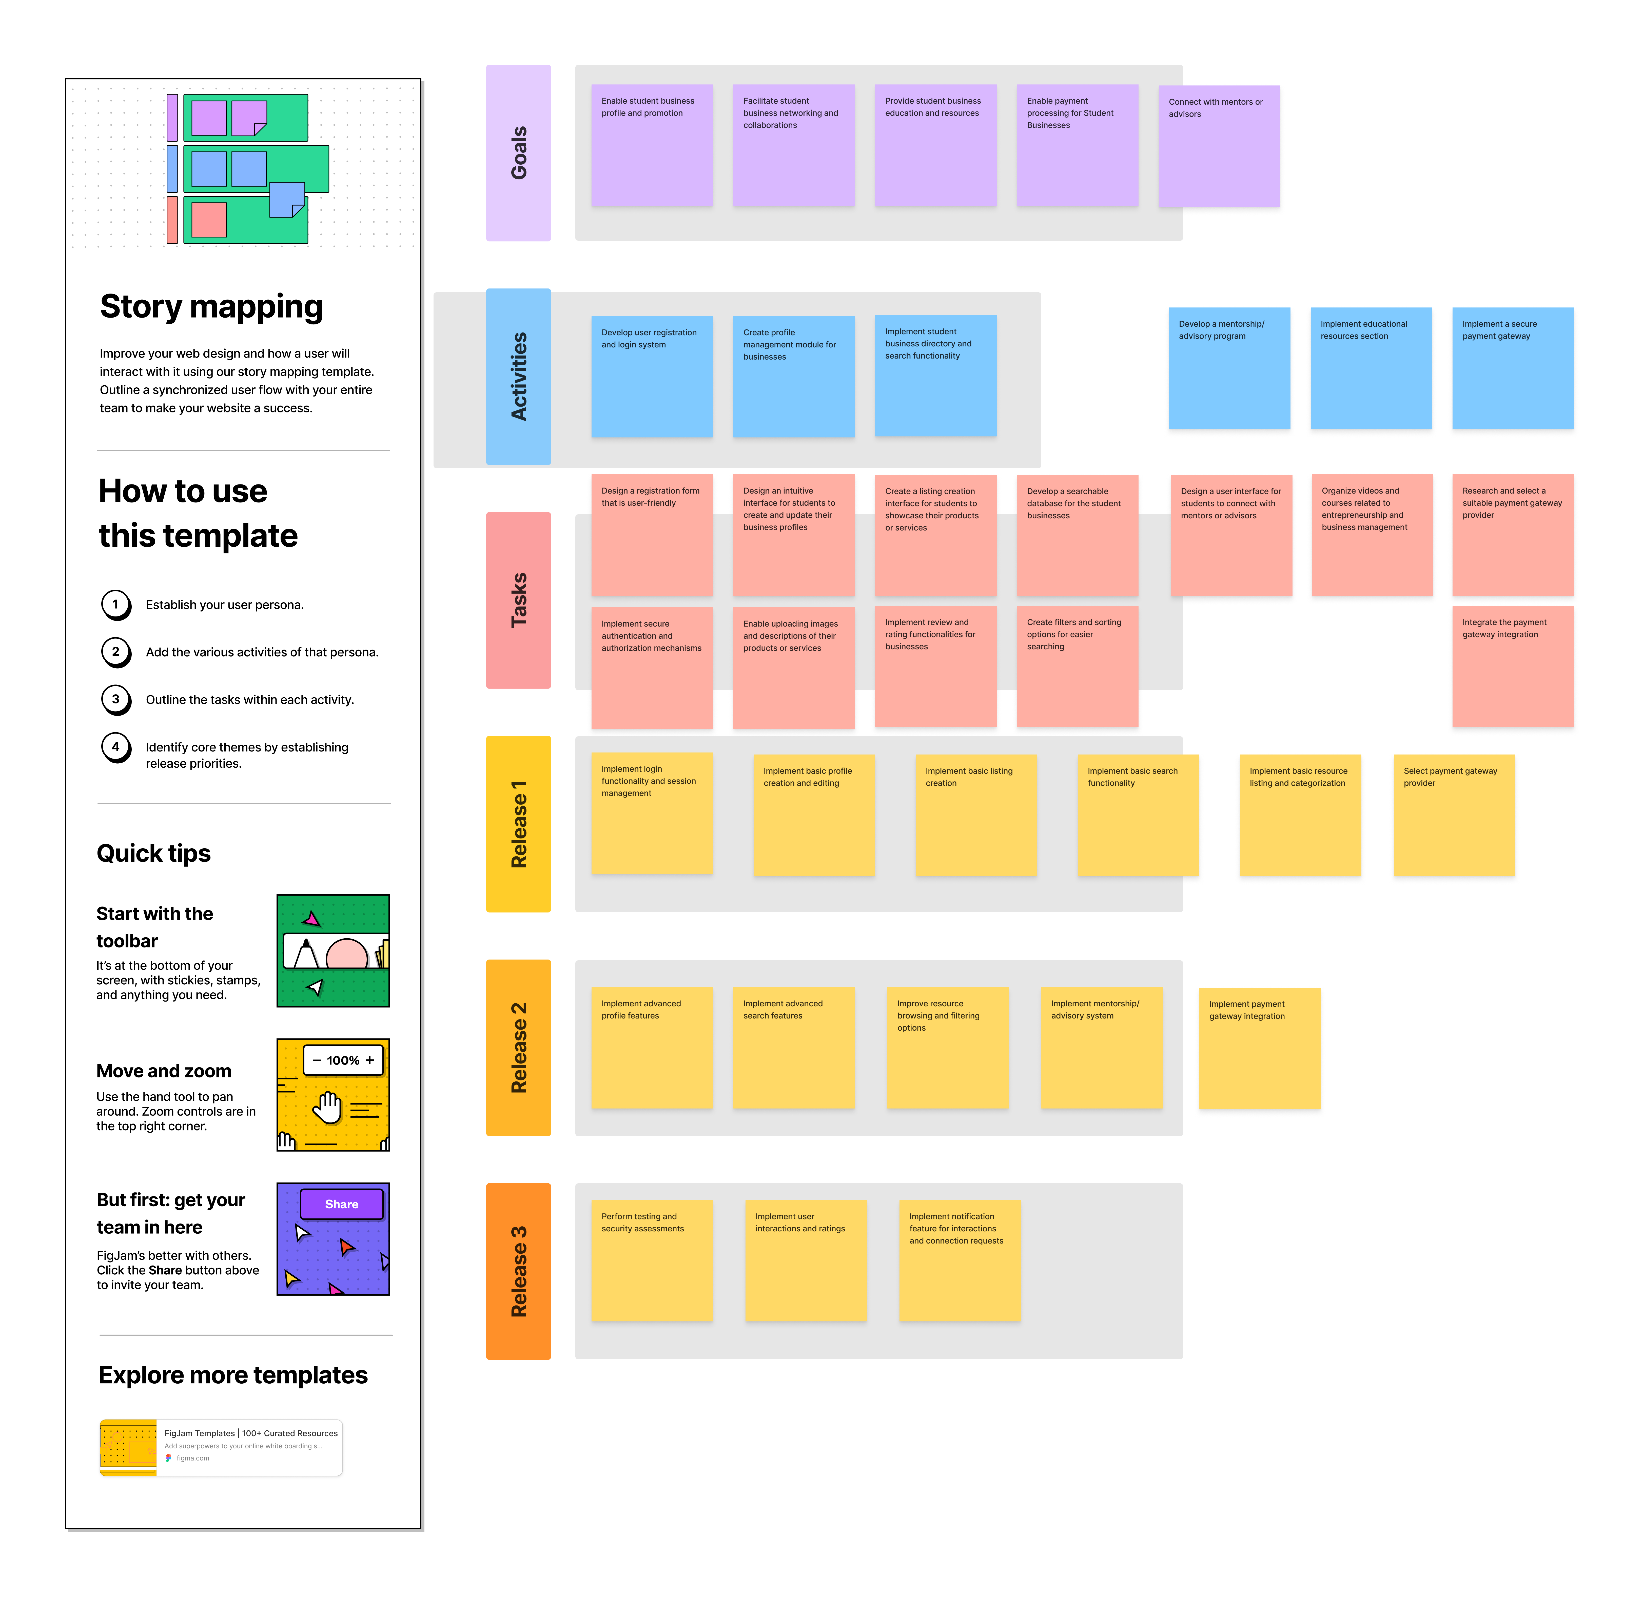 Story mapping
Improve your web design and how a user will
interact with it using our story mapping template.
Outline a synchronized user flow with your entire
team to make your website a success.
How to use
this template
1 Establish your user persona.
2 Add the various activities of that persona.
3 Outline the tasks within each activity.
4 Identify core themes by establishing
release priorities.
Quick tips
Start with the
toolbar
It's at the bottom of your
screen, with stickies, stamps,
and anything you need.
Move and zoom
Use the hand tool to pan
around. Zoom controls are in
the top right corner.
− 100% +
But first: get your
team in here
FigJam's better with others.
Click the Share button above
to invite your team.
Share
Explore more templates
FigJam Templates | 100+ Curated Resources
Add superpowers to your online white boarding s...
figma.com
Goals
Enable student business
profile and promotion
Facilitate student
business networking and
collaborations
Provide student business
education and resources
Enable payment
processing for Student
Businesses
Connect with mentors or
advisors
Activities
Develop user registration
and login system
Create profile
management module for
businesses
Implement student
business directory and
search functionality
Develop a mentorship/
advisory program
Implement educational
resources section
Implement a secure
payment gateway
Tasks
Design a registration form
that is user-friendly
Design an intuitive
interface for students to
create and update their
business profiles
Create a listing creation
interface for students to
showcase their products
or services
Develop a searchable
database for the student
businesses
Design a user interface for
students to connect with
mentors or advisors
Organize videos and
courses related to
entrepreneurship and
business management
Research and select a
suitable payment gateway
provider
Implement secure
authentication and
authorization mechanisms
Enable uploading images
and descriptions of their
products or services
Implement review and
rating functionalities for
businesses
Create filters and sorting
options for easier
searching
Integrate the payment
gateway integration
Release 1
Implement login
functionality and session
management
Implement basic profile
creation and editing
Implement basic listing
creation
Implement basic search
functionality
Implement basic resource
listing and categorization
Select payment gateway
provider
Release 2
Implement advanced
profile features
Implement advanced
search features
Improve resource
browsing and filtering
options
Implement mentorship/
advisory system
Implement payment
gateway integration
Release 3
Perform testing and
security assessments
Implement user
interactions and ratings
Implement notification
feature for interactions
and connection requests